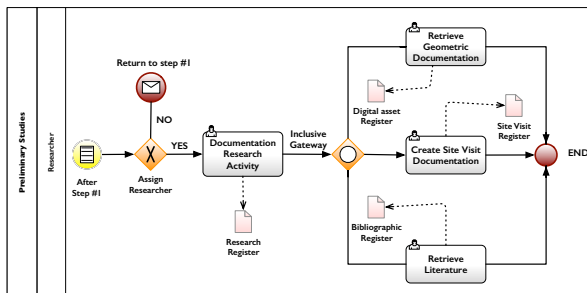 Preliminary Studies
Researcher
Return to step #1
NO
YES
After
Step #1
Assign
Researcher
Documentation
Research
Activity
Research
Register
Inclusive
Gateway
Retrieve
Geometric
Documentation
Digital asset
Register
Site Visit
Register
Create Site Visit
Documentation
END
Bibliographic
Register
Retrieve
Literature